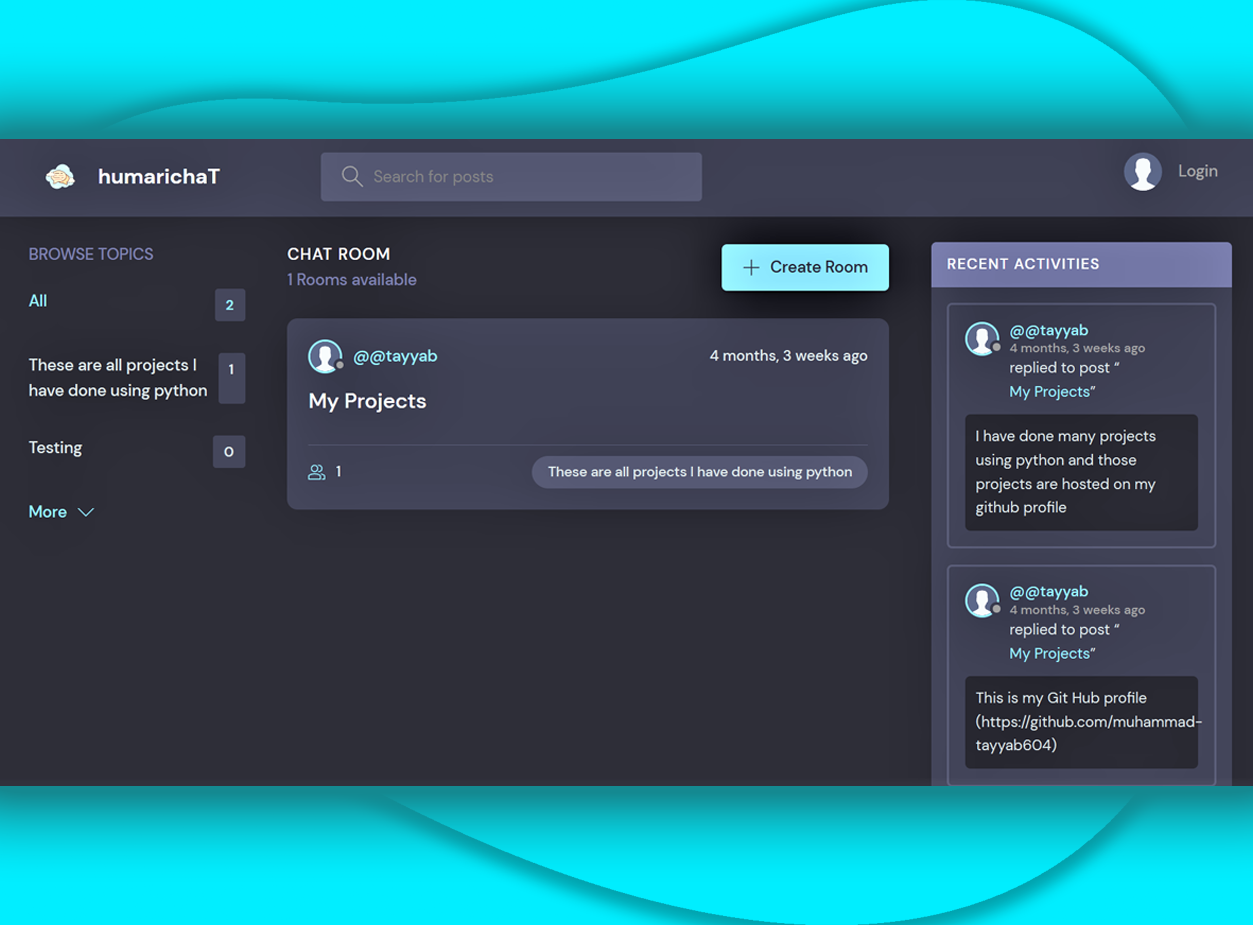 humarichaT
Search for posts
Login
BROWSE TOPICS
All
2
These are all projects I
have done using python
1
Testing
0
More
CHAT ROOM
1 Rooms available
Create Room
@@tayyab
4 months, 3 weeks ago
My Projects
1
These are all projects I have done using python
RECENT ACTIVITIES
@@tayyab
4 months, 3 weeks ago
replied to post “
My Projects”
I have done many projects
using python and those
projects are hosted on my
github profile
@@tayyab
4 months, 3 weeks ago
replied to post “
My Projects”
This is my Git Hub profile
(https://github.com/muhammad-
tayyab604)